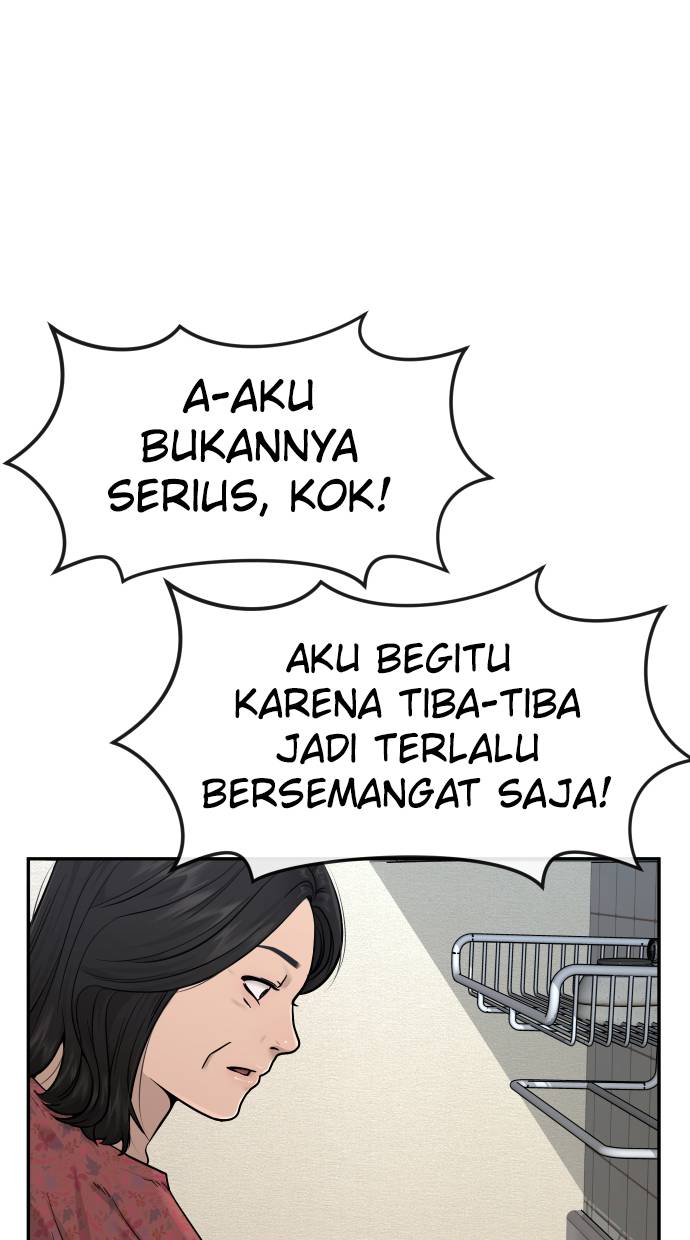 A-AKU
BUKANNYA
SERIUS, KOK!
AKU BEGITU
KARENA TIBA-TIBA
JADI TERLALU
BERSEMANGAT SAJA!